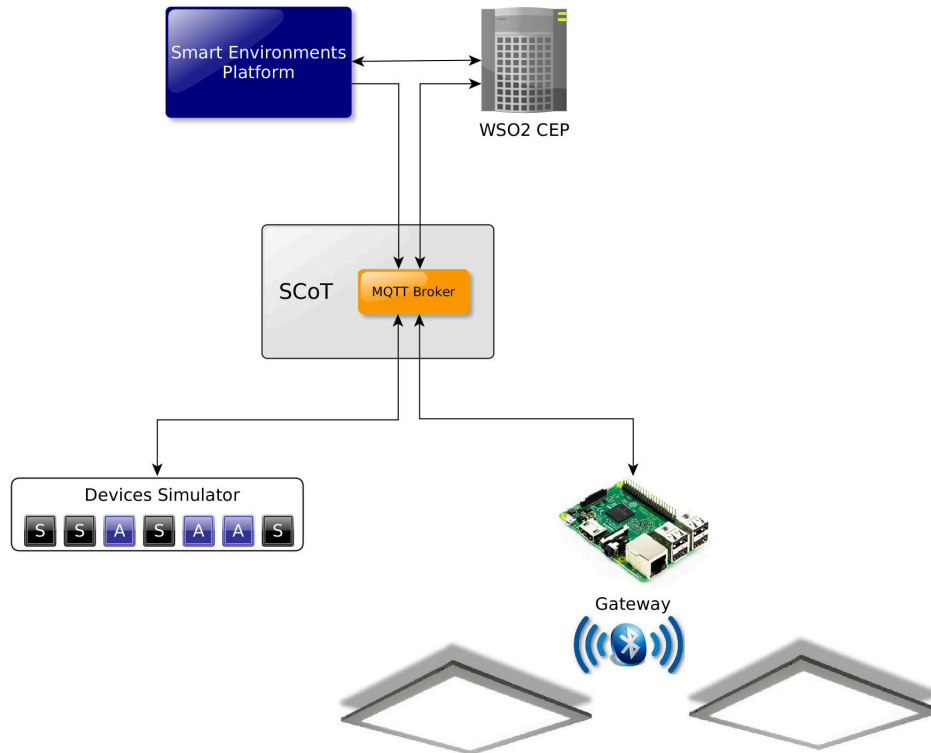 Smart Environments
Platform
WSO2 CEP
SCoT
MQTT Broker
Devices Simulator
S S A S A A S
Gateway